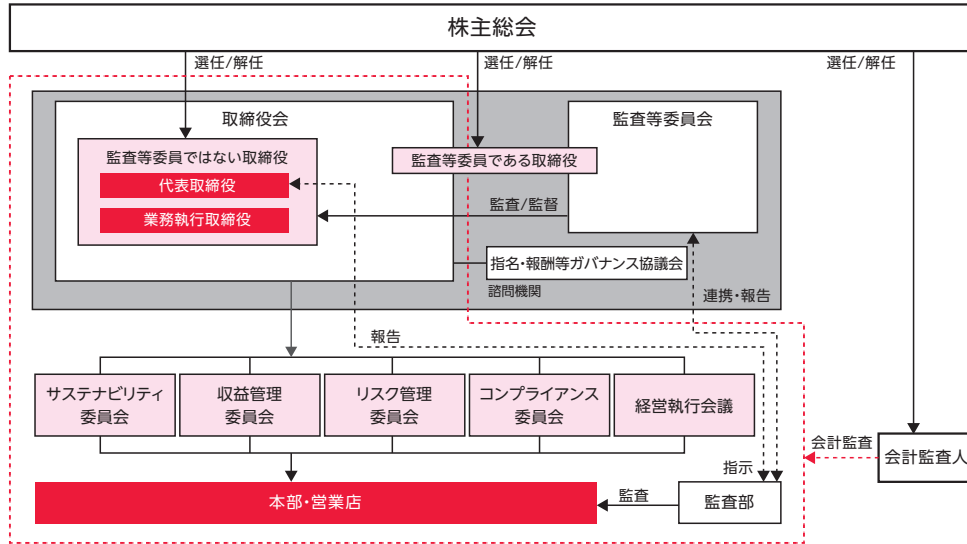 株主総会
選任/解任
選任/解任
選任/解任
取締役会
監査等委員会
監査等委員ではない取締役
監査等委員である取締役
代表取締役
業務執行取締役
監査/監督
指名・報酬等ガバナンス協議会
諮問機関
連携・報告
報告
サステナビリティ
委員会
収益管理
委員会
リスク管理
委員会
コンプライアンス
委員会
経営執行会議
会計監査
会計監査人
指示
本部・営業店
監査
監査部